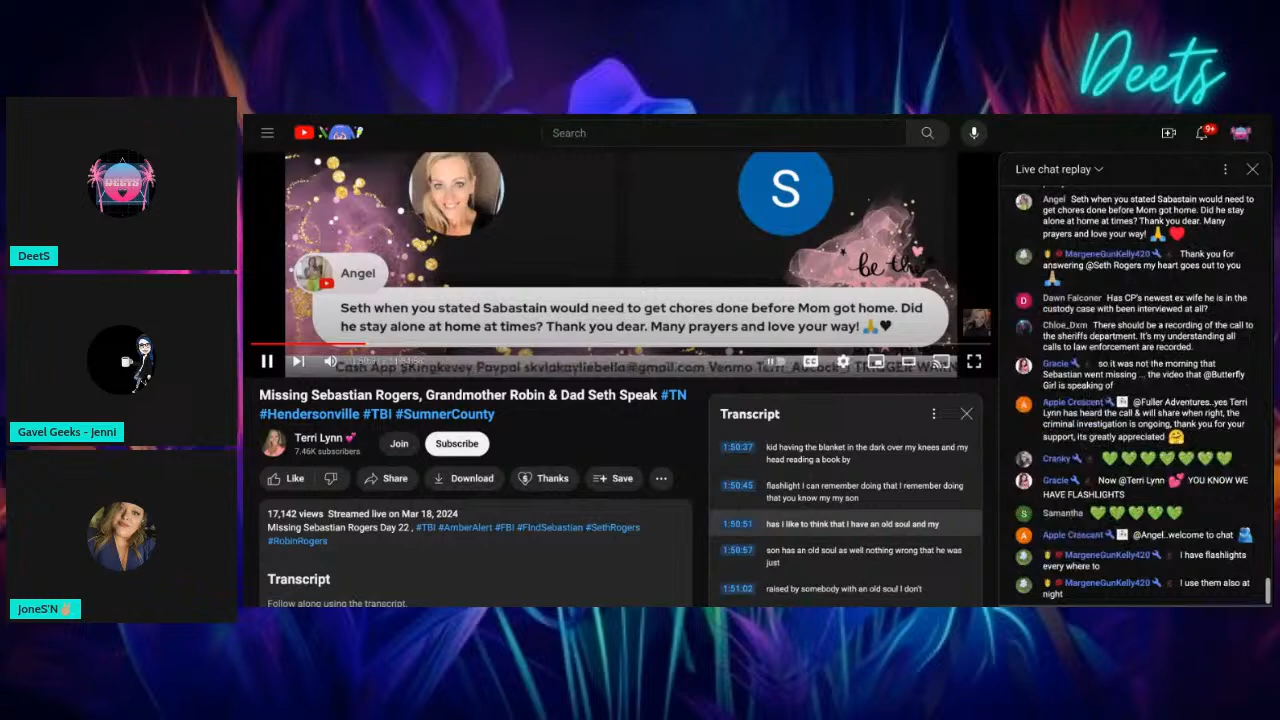 Deets
DEETS
DeetS
Gavel Geeks - jenni
JoneS'N ✌🏼
Search
9+
S
be the
Angel
Seth when you stated Sabastain would need to get chores done before Mom got home. Did
he stay alone at home at times? Thank you dear. Many prayers and love your way! 🙏♥
Cash App $Kingkevey Paypal skylakayliebella@gmail.com Venmo
Missing Sebastian Rogers, Grandmother Robin & Dad Seth Speak #TN
#Hendersonville #TBI #SumnerCounty
Terri Lynn 💕
7.46K subscribers
Join
Subscribe
Like
Share
Download
Thanks
Save
17,142 views Streamed live on Mar 18, 2024
Missing Sebastian Rogers Day 22 , #TBI #AmberAlert #FBI #FIndSebastian #SethRogers
#RobinRogers
Transcript
Follow along using the transcript.
Transcript
1:50:37 kid having the blanket in the dark over my knees and my
head reading a book by
1:50:45 flashlight I can remember doing that I remember doing
that you know my my son
1:50:51 has I like to think that I have an old soul and my
1:50:57 son has an old soul as well nothing wrong that he was
just
1:51:02 raised by somebody with an old soul I don't
Live chat replay
Angel Seth when you stated Sabastain would need to
get chores done before Mom got home. Did he stay
alone at home at times? Thank you dear. Many
prayers and love your way! 🙏 ❤
MargeneGunKelly420 Thank you for
answering @Seth Rogers my heart goes out to you
🙏
D
Dawn Falconer Has CP's newest ex wife he is in the
custody case with been interviewed at all?
Chloe_Dxm There should be a recording of the call to
the sheriffs department. It's my understanding all
calls to law enforcement are recorded.
Gracie so it was not the morning that
Sebastian went missing ... the video that @Butterfly
Girl is speaking of
A
Apple Crascent @Fuller Adventures..yes Terri
Lynn has heard the call & will share when right, the
criminal investigation is ongoing, thank you for your
support, its greatly appreciated 🤗
Cranky 💚💚💚💚💚💚💚
Gracie Now @Terri Lynn 💕 YOU KNOW WE
HAVE FLASHLIGHTS
S
Samantha 💚💚💚💚💚
A
Apple Crascent @Angel..welcome to chat
MargeneGunKelly420 I have flashlights
every where to
MargeneGunKelly420 I use them also at
night